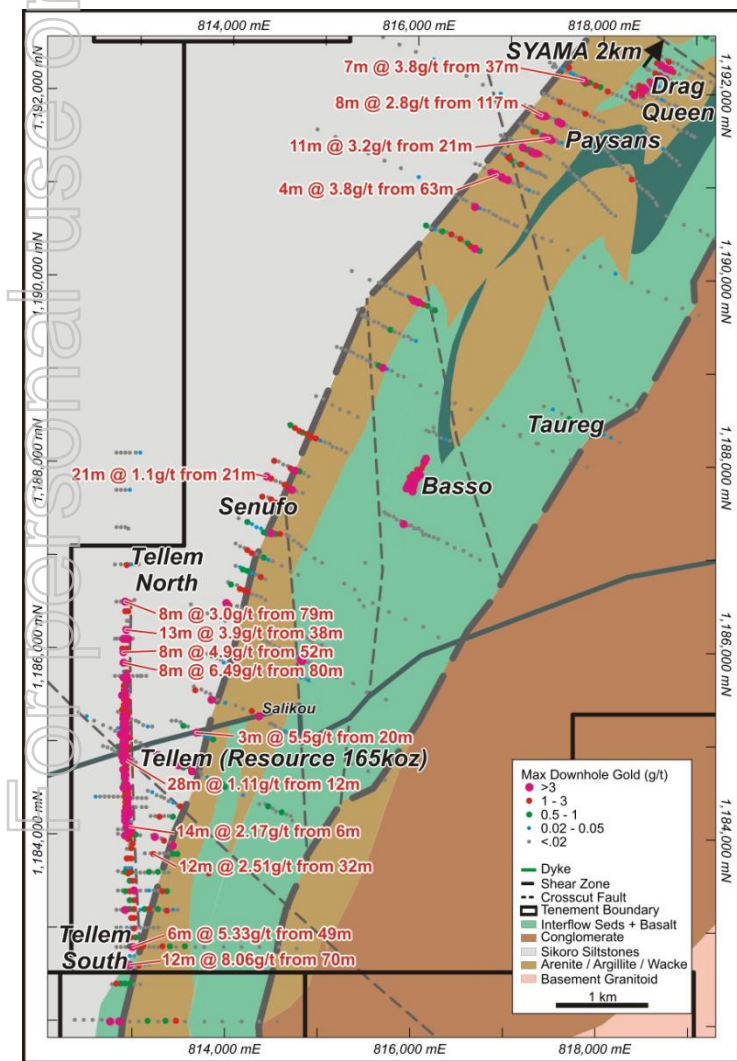 For personal use only
814,000 mE
816,000 mE
818,000 mE
1,192,000 mN
1,190,000 mN
1,188,000 mN
1,186,000 mN
1,184,000 mN
SYAMA 2km
7m @ 3.8g/t from 37m
Drag
Queen
8m @ 2.8g/t from 117m
Paysans
11m @ 3.2g/t from 21m
4m @ 3.8g/t from 63m
1,192,000 mN
1,190,000 mN
1,188,000 mN
1,186,000 mN
1,184,000 mN
Taureg
21m @ 1.1g/t from 21m
Basso
Senufo
Tellem
North
8m @ 3.0g/t from 79m
13m @ 3.9g/t from 38m
8m @ 4.9g/t from 52m
8m @ 6.49g/t from 80m
Salikou
3m @ 5.5g/t from 20m
Tellem (Resource 165koz)
28m @ 1.11g/t from 12m
14m @ 2.17g/t from 6m
12m @ 2.51g/t from 32m
Tellem
South
6m @ 5.33g/t from 49m
12m @ 8.06g/t from 70m
Max Downhole Gold (g/t)
>3
1 - 3
0.5 - 1
0.02 - 0.05
<.02
Dyke
Shear Zone
Crosscut Fault
Tenement Boundary
Interflow Seds + Basalt
Conglomerate
Sikoro Siltstones
Arenite / Argillite / Wacke
Basement Granitoid
1 km
814,000 mE
816,000 mE
818,000 mE